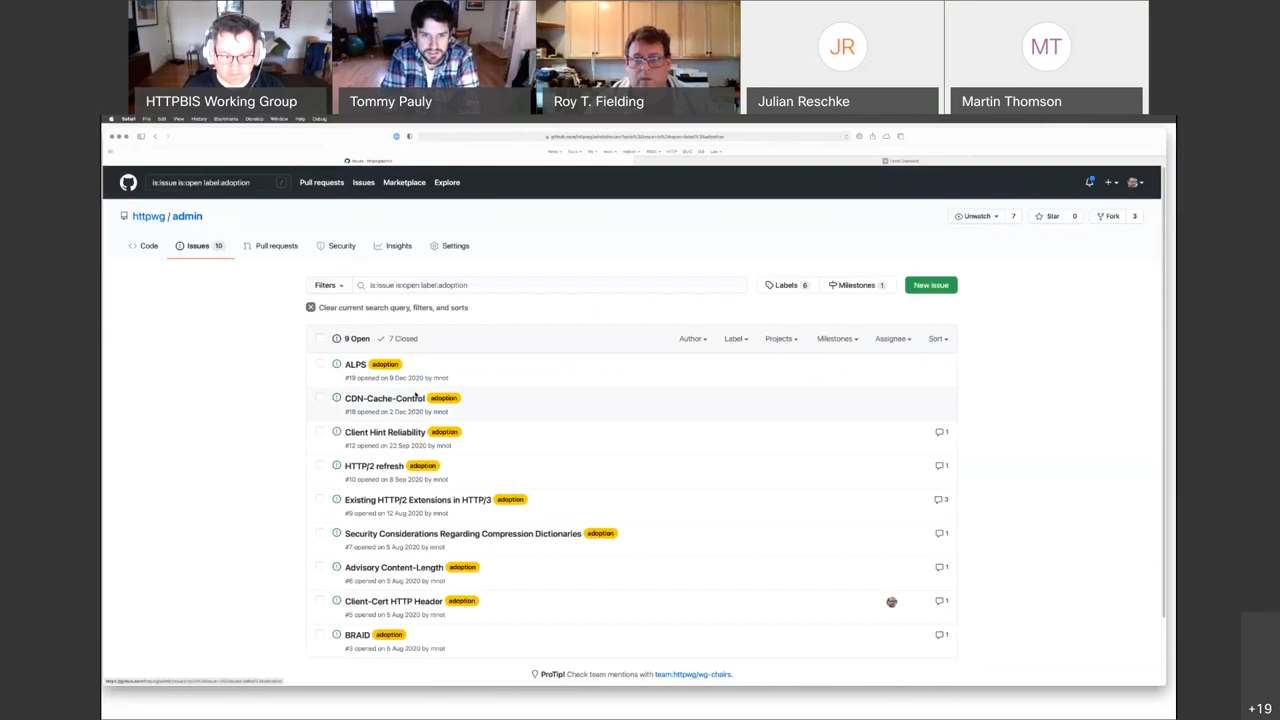 JR
MT
HTTPBIS Working Group
Tommy Pauly
Roy T. Fielding
Julian Reschke
Martin Thomson
Safari File Edit View History Bookmarks Develop Window Help Debug
is:issue is:open label:adoption /
Pull requests Issues Marketplace Explore
httpwg / admin
Unwatch 7 Star 0 Fork 3
Code Issues 10 Pull requests Security Insights Settings
Filters is:issue is:open label:adoption Labels 6 Milestones 1 New issue
Clear current search query, filters, and sorts
9 Open 7 Closed Author Label Projects Milestones Assignee Sort
ALPS adoption
#19 opened on 9 Dec 2020 by mnot
CDN-Cache-Control adoption
#18 opened on 2 Dec 2020 by mnot
Client Hint Reliability adoption 1
#12 opened on 22 Sep 2020 by mnot
HTTP/2 refresh adoption 1
#10 opened on 8 Sep 2020 by mnot
Existing HTTP/2 Extensions in HTTP/3 adoption 3
#9 opened on 12 Aug 2020 by mnot
Security Considerations Regarding Compression Dictionaries adoption 1
#7 opened on 5 Aug 2020 by mnot
Advisory Content-Length adoption 1
#6 opened on 5 Aug 2020 by mnot
Client-Cert HTTP Header adoption 1
#5 opened on 5 Aug 2020 by mnot
BRAID adoption 1
#3 opened on 5 Aug 2020 by mnot
ProTip! Check team mentions with team:httpwg/wg-chairs.
+19